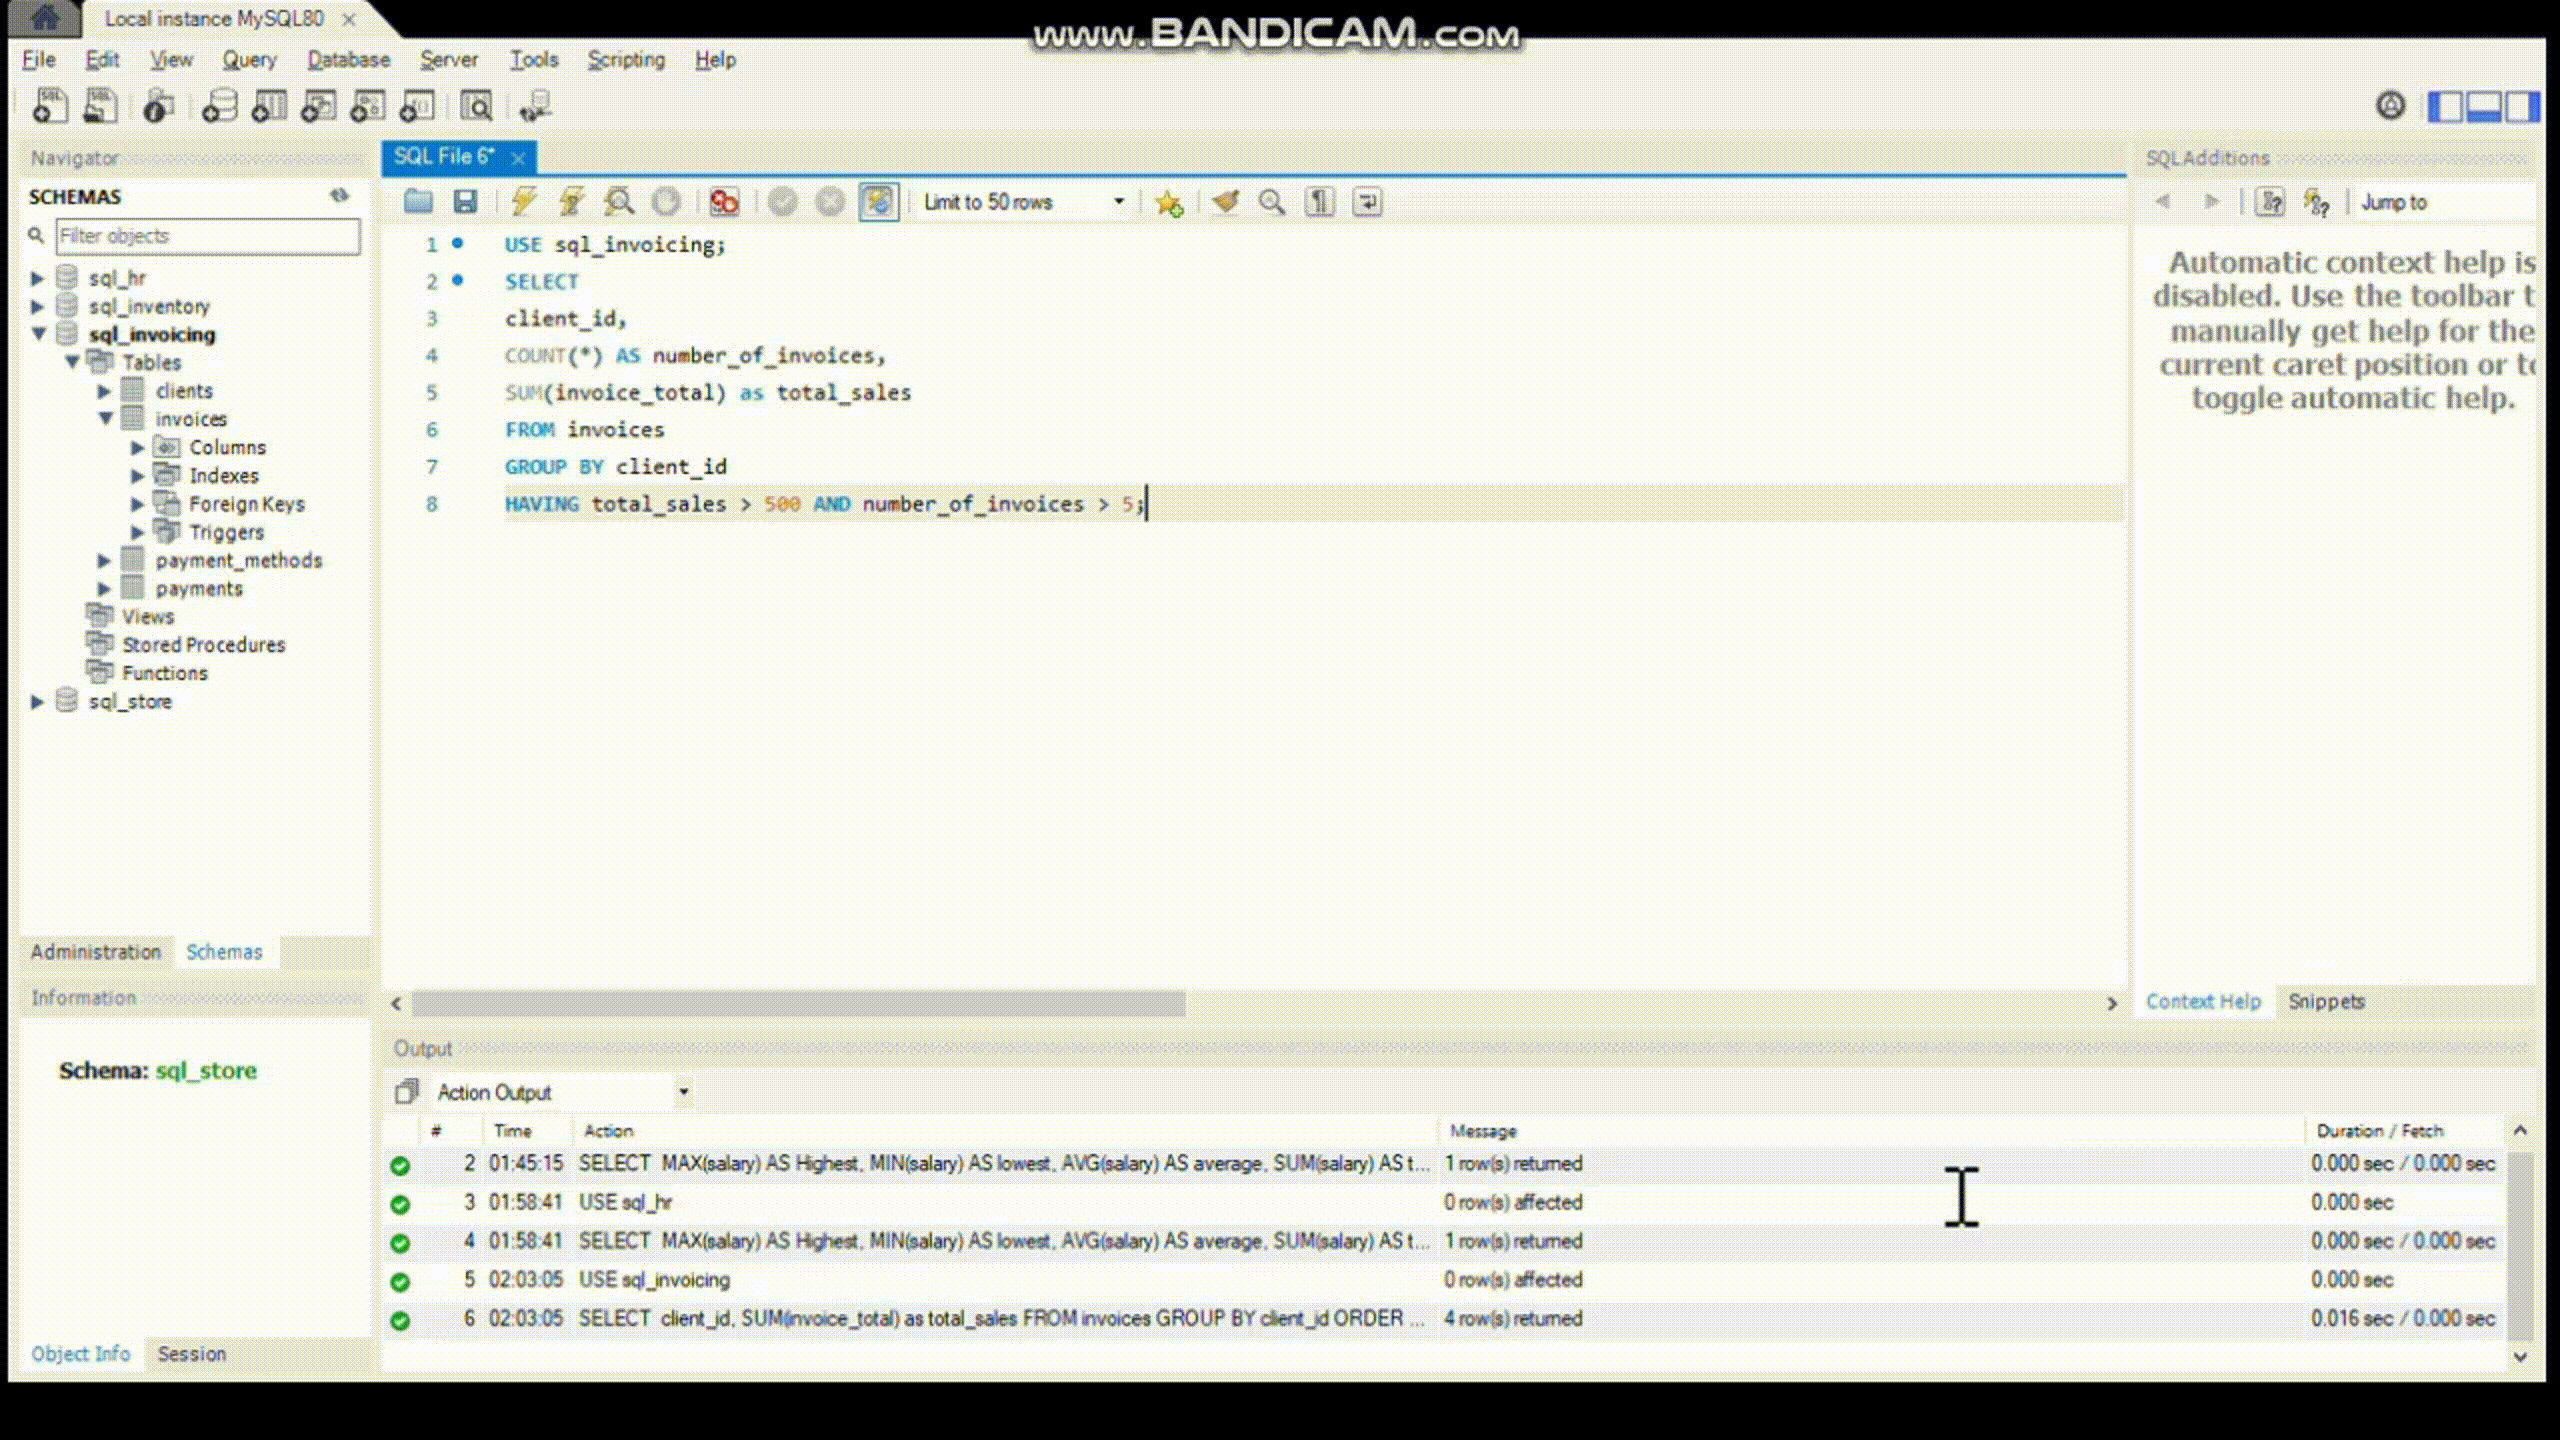 Local instance MySQL80
www.BANDICAM.com
File Edit View Query Database Server Tools Scripting Help
Navigator
SCHEMAS
Filter objects
sql_hr
sql_inventory
sql_invoicing
Tables
clients
invoices
Columns
Indexes
Foreign Keys
Triggers
payment_methods
payments
Views
Stored Procedures
Functions
sql_store
Administration Schemas
Information
Schema: sql_store
Object Info Session
SQL File 6*
Limit to 50 rows
1 USE sql_invoicing;
2 SELECT
3 client_id,
4 COUNT(*) AS number_of_invoices,
5 SUM(invoice_total) as total_sales
6 FROM invoices
7 GROUP BY client_id
8 HAVING total_sales > 500 AND number_of_invoices > 5;
SQLAdditions
Jump to
Automatic context help is
disabled. Use the toolbar t
manually get help for the
current caret position or to
toggle automatic help.
Context Help Snippets
Output
Action Output
# Time Action Message Duration / Fetch
2 01:45:15 SELECT MAX(salary) AS Highest, MIN(salary) AS lowest, AVG(salary) AS average, SUM(salary) AS t... 1 row(s) returned 0.000 sec / 0.000 sec
3 01:58:41 USE sql_hr 0 row(s) affected 0.000 sec
4 01:58:41 SELECT MAX(salary) AS Highest, MIN(salary) AS lowest, AVG(salary) AS average, SUM(salary) AS t... 1 row(s) returned 0.000 sec / 0.000 sec
5 02:03:05 USE sql_invoicing 0 row(s) affected 0.000 sec
6 02:03:05 SELECT client_id, SUM(invoice_total) as total_sales FROM invoices GROUP BY client_id ORDER ... 4 row(s) returned 0.016 sec / 0.000 sec